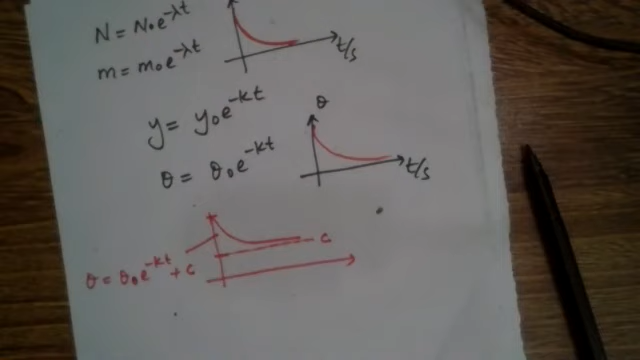 N = N₀e^-λt
m = m₀e^-λt
t/s
y = y₀e^-kt
θ
θ = θ₀e^-kt
t/s
c
θ = θ₀e^-kt + c